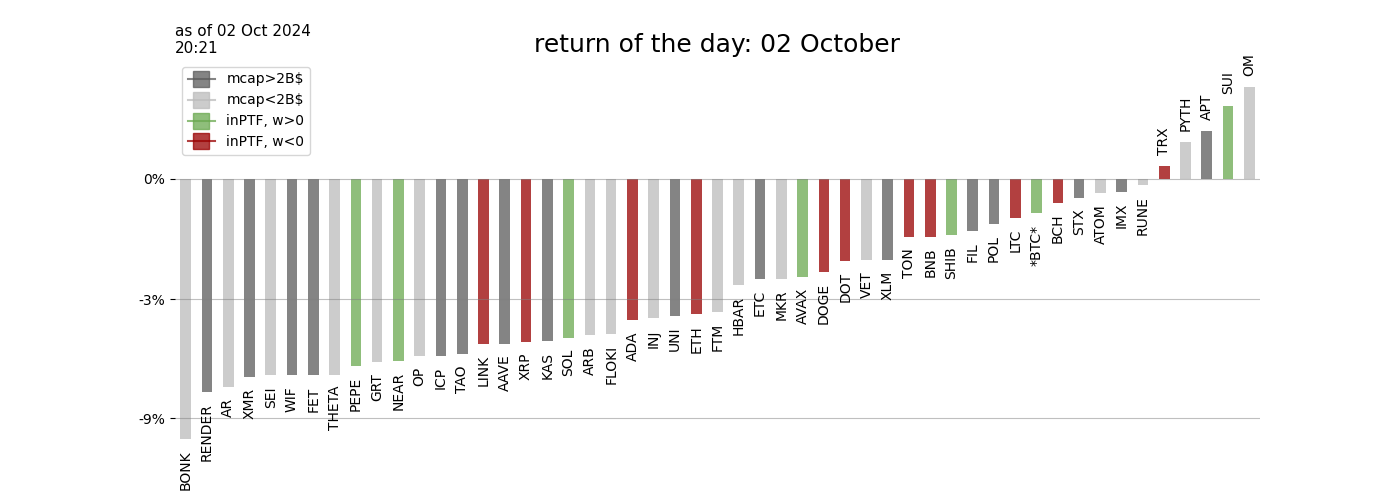 as of 02 Oct 2024
20:21
return of the day: 02 October
mcap>2B$
mcap<2B$
inPTF, w>0
inPTF, w<0
0%
-3%
-9%
BONK
RENDER
AR
XMR
SEI
WIF
FET
THETA
PEPE
GRT
NEAR
OP
ICP
TAO
LINK
AAVE
XRP
KAS
SOL
ARB
FLOKI
ADA
INJ
UNI
ETH
FTM
HBAR
ETC
MKR
AVAX
DOGE
DOT
VET
XLM
TON
BNB
SHIB
FIL
POL
LTC
*BTC*
BCH
STX
ATOM
IMX
RUNE
TRX
PYTH
APT
SUI
OM